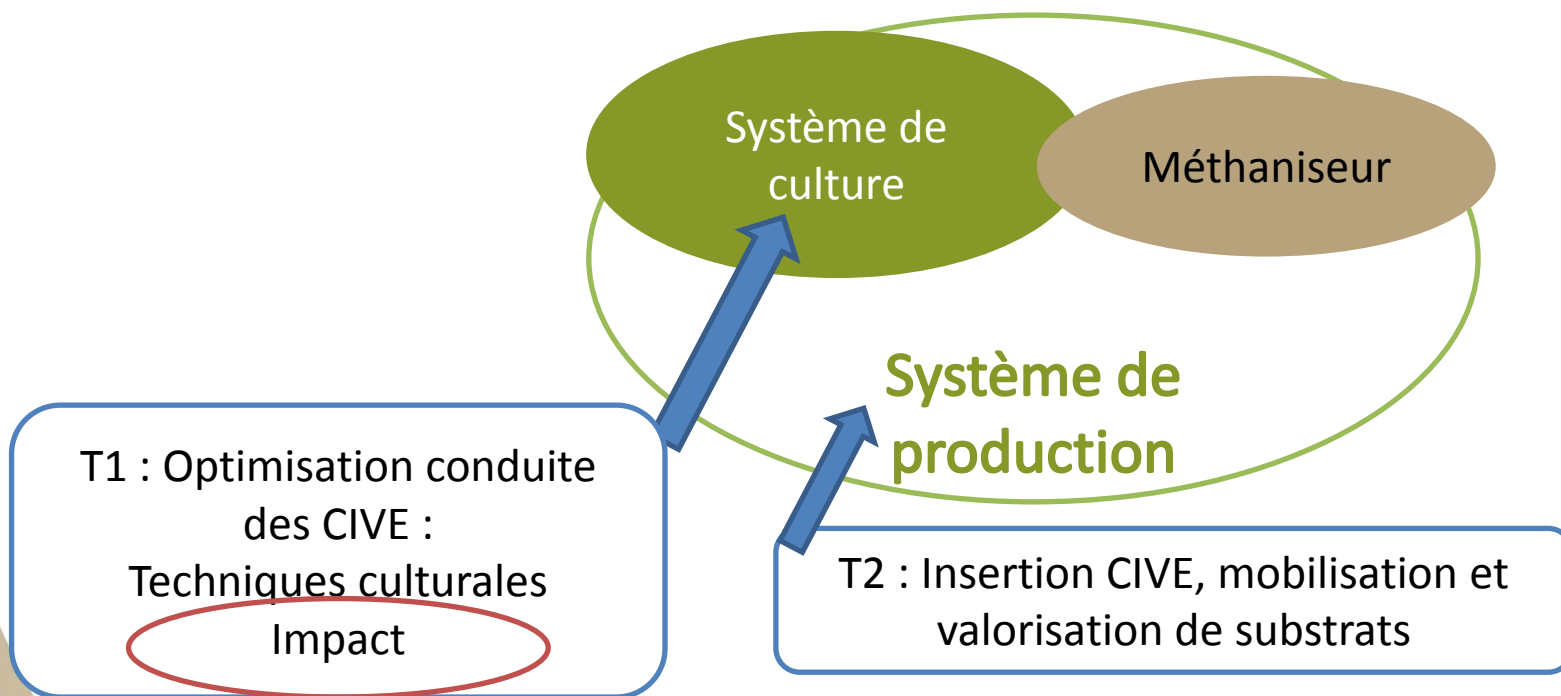 Système de
culture
Méthaniseur
Système de
production
T1 : Optimisation conduite
des CIVE :
Techniques culturales
Impact
T2 : Insertion CIVE, mobilisation et
valorisation de substrats